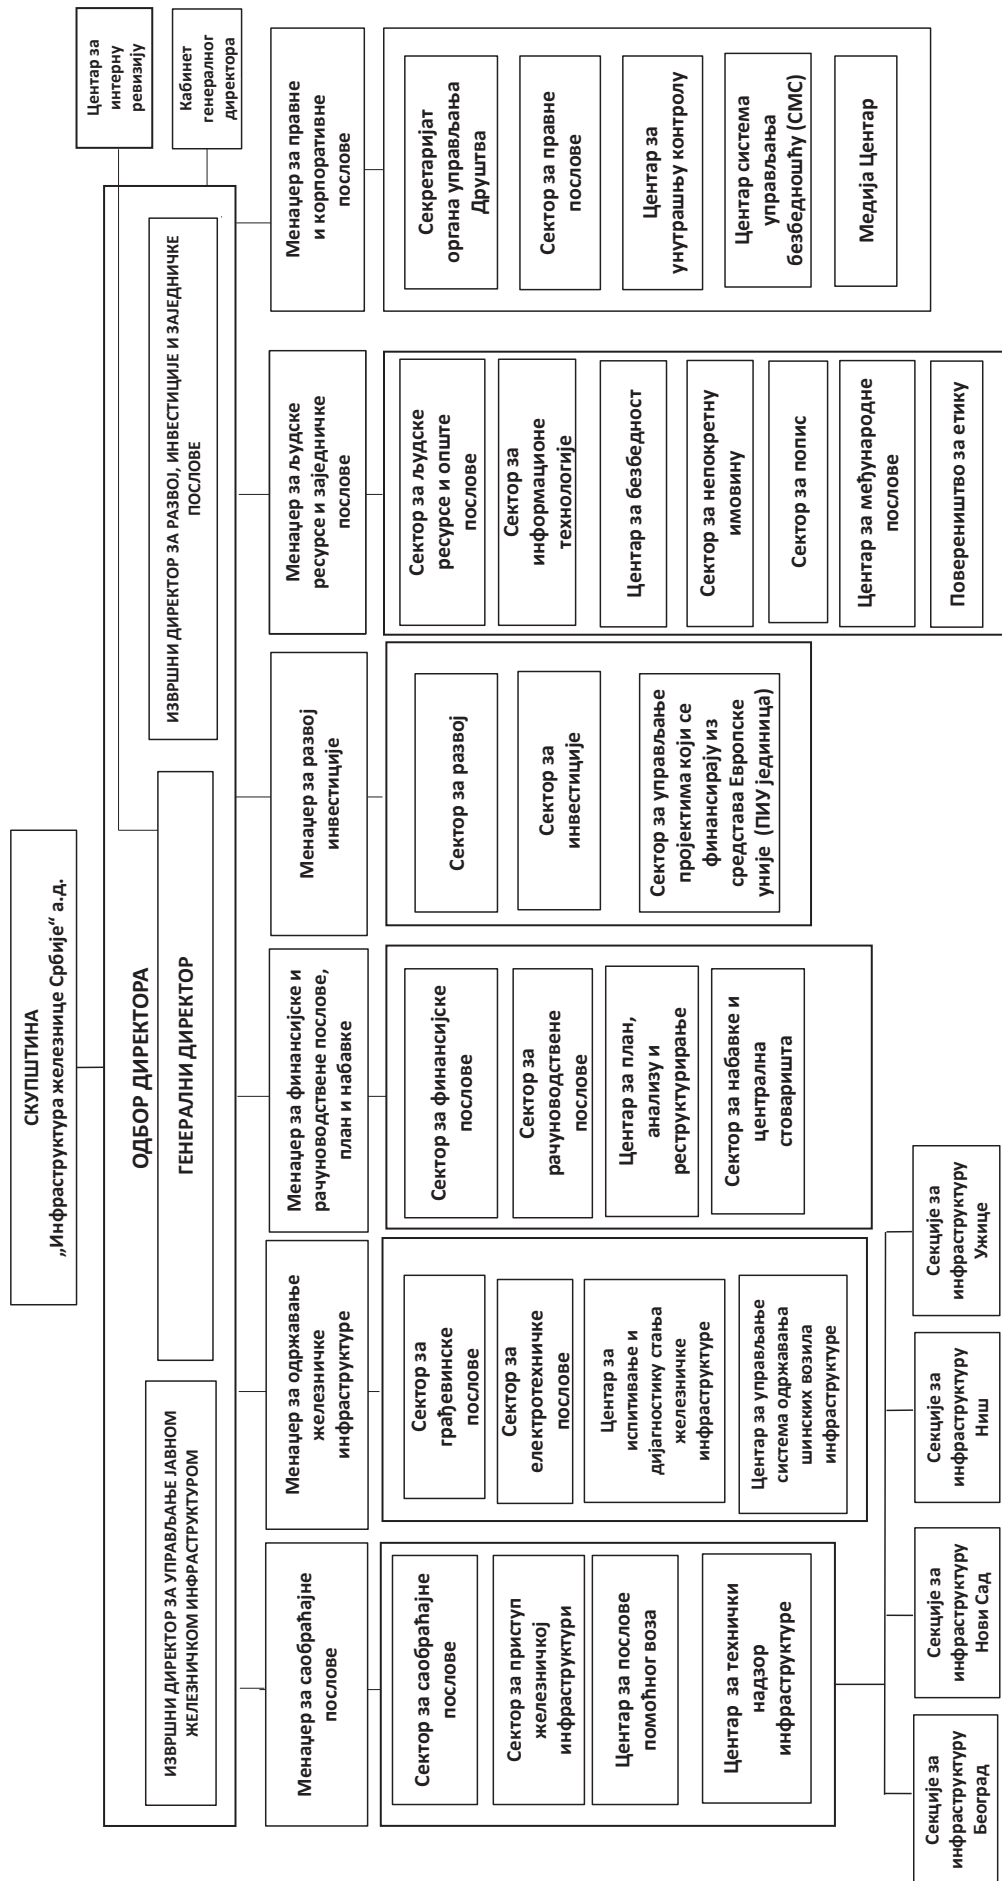 СКУПШТИНА
„Инфраструктура железнице Србије“ а.д.
Центар за
интерну
ревизију
Кабинет
генералног
директора
ОДБОР ДИРЕКТОРА
ИЗВРШНИ ДИРЕКТОР ЗА УПРАВЉАЊЕ ЈАВНОМ
ЖЕЛЕЗНИЧКОМ ИНФРАСТРУКТУРОМ
ГЕНЕРАЛНИ ДИРЕКТОР
ИЗВРШНИ ДИРЕКТОР ЗА РАЗВОЈ, ИНВЕСТИЦИЈЕ И ЗАЈЕДНИЧКЕ
ПОСЛОВЕ
Менаџер за саобраћајне
послове
Менаџер за одржавање
железничке
инфраструктуре
Менаџер за финансијске и
рачуноводствене послове,
план и набавке
Менаџер за развој
инвестиције
Менаџер за људске
ресурсе и заједничке
послове
Менаџер за правне
и корпоративне
послове
Сектор за саобраћајне
послове
Сектор за приступ
железничкој
инфраструктури
Центар за послове
помоћног воза
Центар за технички
надзор
инфраструктуре
Сектор за
грађевинске
послове
Сектор за
електротехничке
послове
Центар за
испитивање и
дијагностику стања
железничке
инфраструктуре
Центар за управљање
система одржавања
шинских возила
инфраструктуре
Сектор за финансијске
послове
Сектор за
рачуноводствене
послове
Центар за план,
анализу и
реструктурирање
Сектор за набавке и
централна
стоваришта
Сектор за развој
Сектор за
инвестиције
Сектор за управљање
пројектима који се
финансирају из
средстава Европске
уније (ПИУ јединица)
Сектор за људске
ресурсе и опште
послове
Сектор за
информационе
технологије
Центар за безбедност
Сектор за непокретну
имовину
Сектор за попис
Центар за међународне
послове
Повереништво за етику
Секретаријат
органа управљања
Друштва
Сектор за правне
послове
Центар за
унутрашњу контролу
Центар система
управљања
безбедношћу (СМС)
Медија Центар
Секције за
инфраструктуру
Београд
Секције за
инфраструктуру
Нови Сад
Секције за
инфраструктуру
Ниш
Секције за
инфраструктуру
Ужице